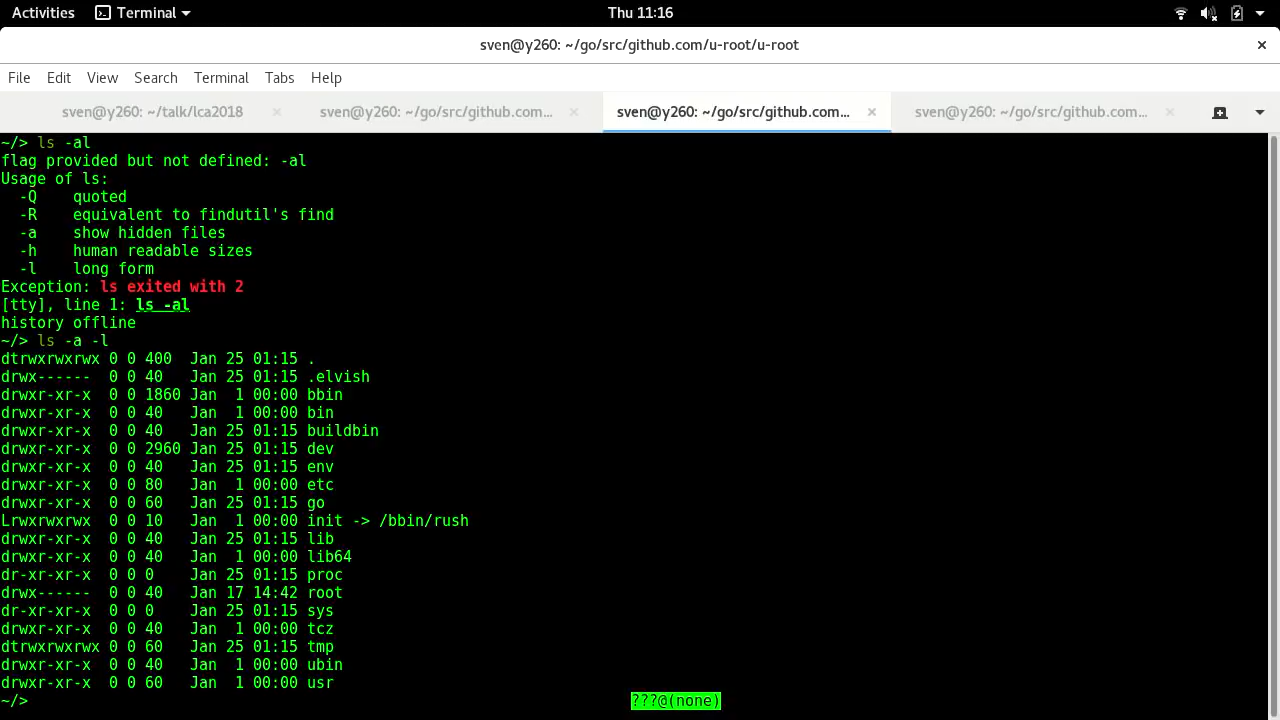 Activities Terminal Thu 11:16
sven@y260: ~/go/src/github.com/u-root/u-root
File Edit View Search Terminal Tabs Help
sven@y260: ~/talk/lca2018 sven@y260: ~/go/src/github.com... sven@y260: ~/go/src/github.com... sven@y260: ~/go/src/github.com...
~/> ls -al
flag provided but not defined: -al
Usage of ls:
  -Q    quoted
  -R    equivalent to findutil's find
  -a    show hidden files
  -h    human readable sizes
  -l    long form
Exception: ls exited with 2
[tty], line 1: ls -al
history offline
~/> ls -a -l
dtrwxrwxrwx 0 0 400  Jan 25 01:15 .
drwx------  0 0 40   Jan 25 01:15 .elvish
drwxr-xr-x  0 0 1860 Jan  1 00:00 bbin
drwxr-xr-x  0 0 40   Jan  1 00:00 bin
drwxr-xr-x  0 0 40   Jan 25 01:15 buildbin
drwxr-xr-x  0 0 2960 Jan 25 01:15 dev
drwxr-xr-x  0 0 40   Jan 25 01:15 env
drwxr-xr-x  0 0 80   Jan  1 00:00 etc
drwxr-xr-x  0 0 60   Jan 25 01:15 go
Lrwxrwxrwx  0 0 10   Jan  1 00:00 init -> /bbin/rush
drwxr-xr-x  0 0 40   Jan 25 01:15 lib
drwxr-xr-x  0 0 40   Jan  1 00:00 lib64
dr-xr-xr-x  0 0 0    Jan 25 01:15 proc
drwx------  0 0 40   Jan 17 14:42 root
dr-xr-xr-x  0 0 0    Jan 25 01:15 sys
drwxr-xr-x  0 0 40   Jan  1 00:00 tcz
dtrwxrwxrwx 0 0 60   Jan 25 01:15 tmp
drwxr-xr-x  0 0 40   Jan  1 00:00 ubin
drwxr-xr-x  0 0 60   Jan  1 00:00 usr
~/> ???@(none)